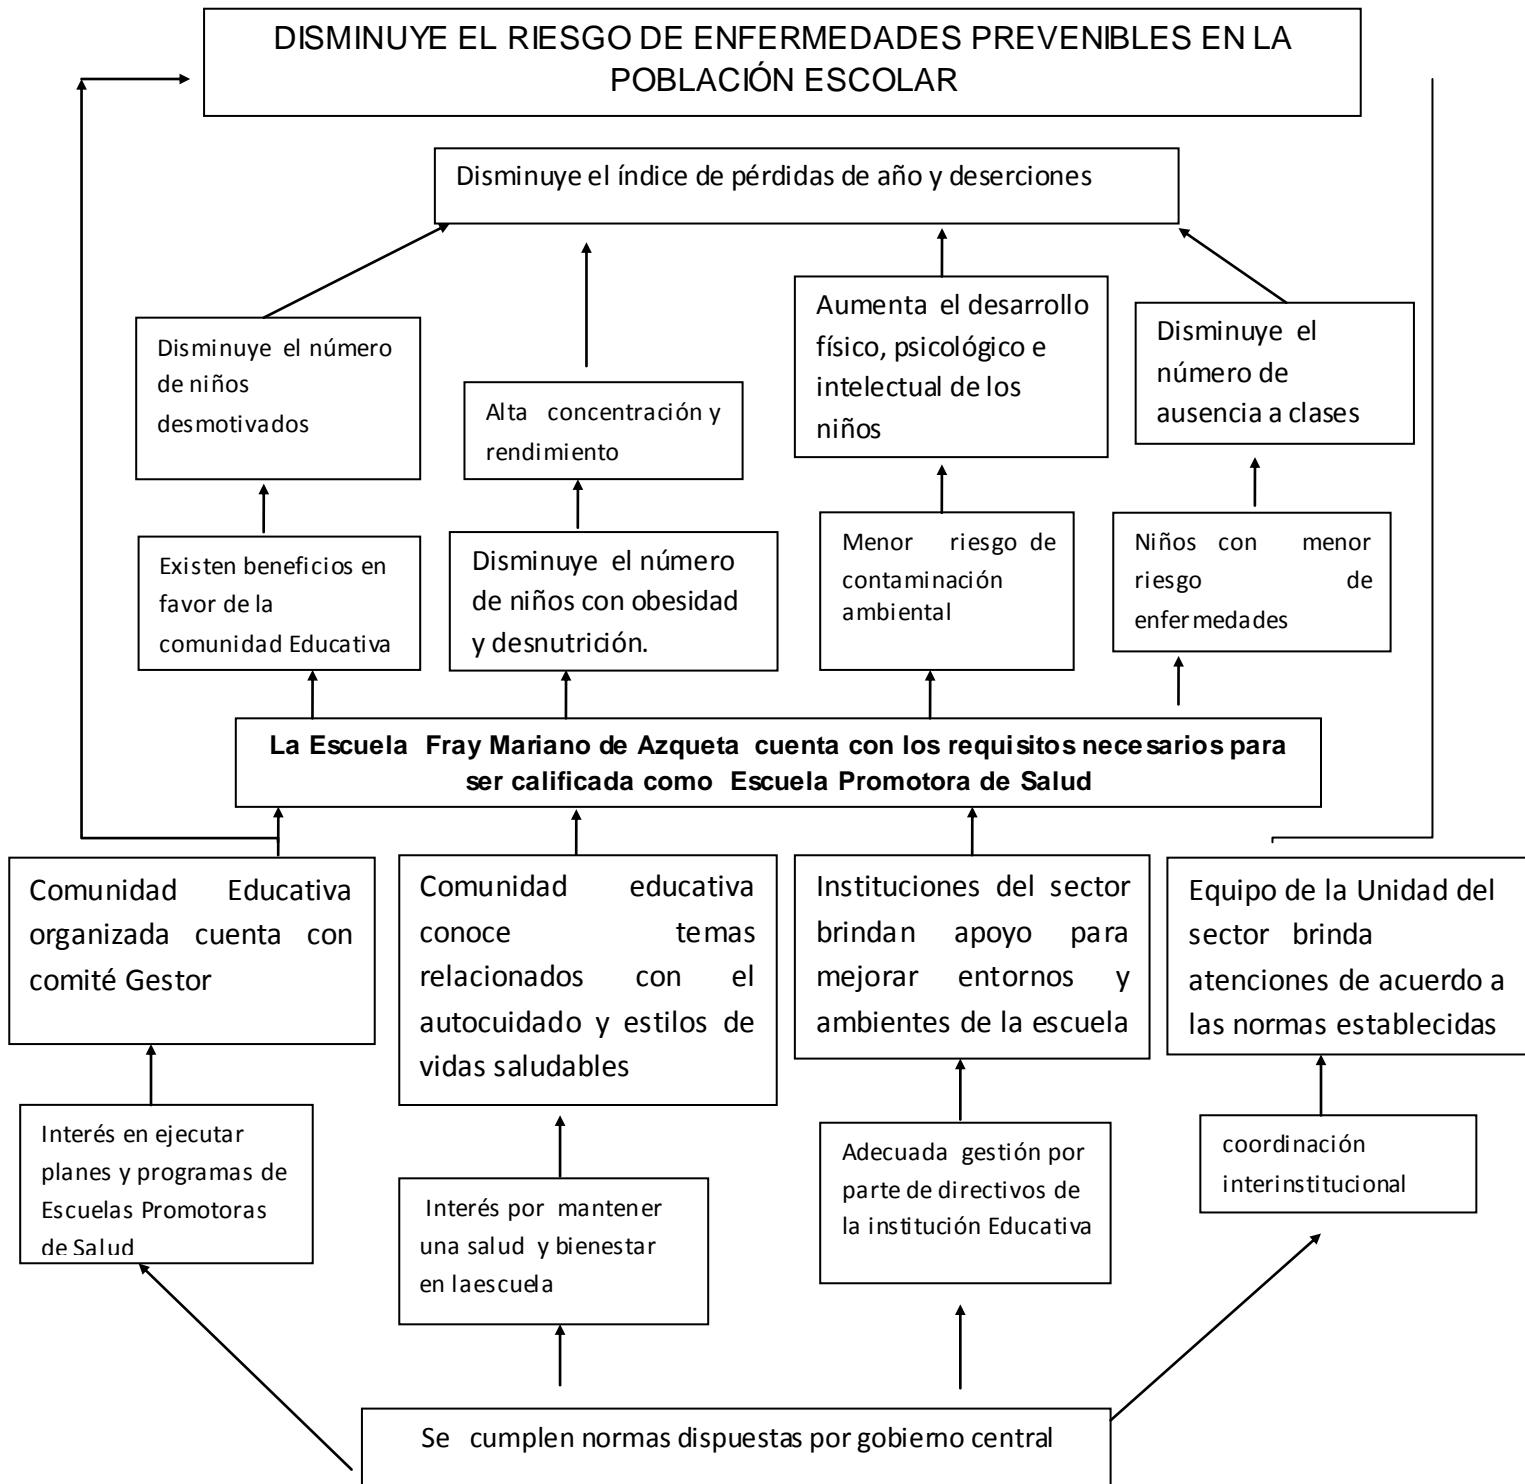 DISMINUYE EL RIESGO DE ENFERMEDADES PREVENIBLES EN LA
POBLACIÓN ESCOLAR
Disminuye el índice de pérdidas de año y deserciones
Disminuye el número
de niños
desmotivados
Alta concentración y
rendimiento
Aumenta el desarrollo
físico, psicológico e
intelectual de los
niños
Disminuye el
número de
ausencia a clases
Existen beneficios en
favor de la
comunidad Educativa
Disminuye el número
de niños con obesidad
y desnutrición.
Menor riesgo de
contaminación
ambiental
Niños con menor
riesgo de
enfermedades
La Escuela Fray Mariano de Azqueta cuenta con los requisitos necesarios para
ser calificada como Escuela Promotora de Salud
Comunidad Educativa
organizada cuenta con
comité Gestor
Comunidad educativa
conoce temas
relacionados con el
autocuidado y estilos de
vidas saludables
Instituciones del sector
brindan apoyo para
mejorar entornos y
ambientes de la escuela
Equipo de la Unidad del
sector brinda
atenciones de acuerdo a
las normas establecidas
Interés en ejecutar
planes y programas de
Escuelas Promotoras
de Salud
Interés por mantener
una salud y bienestar
en laescuela
Adecuada gestión por
parte de directivos de
la institución Educativa
coordinación
interinstitucional
Se cumplen normas dispuestas por gobierno central